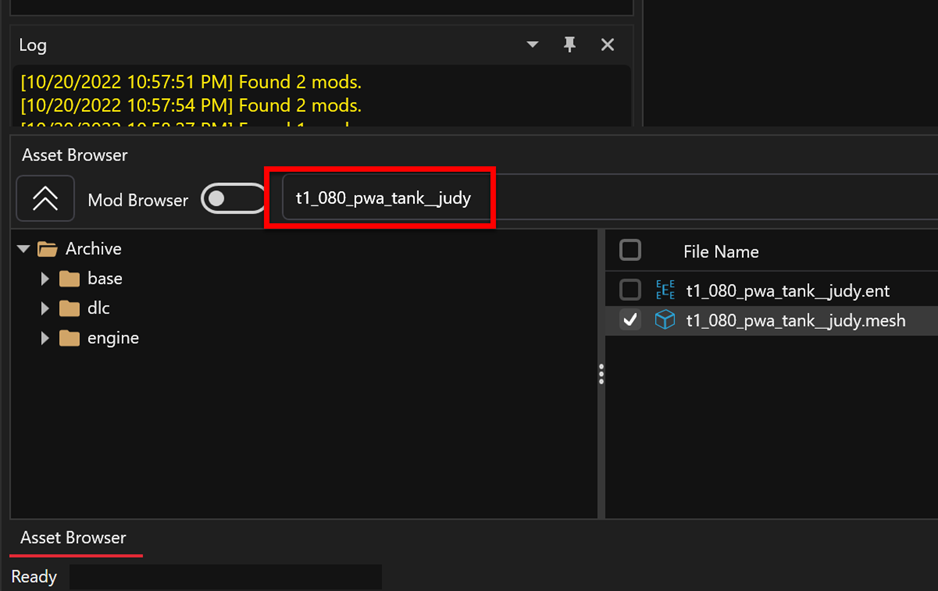 Log
[10/20/2022 10:57:51 PM] Found 2 mods.
[10/20/2022 10:57:54 PM] Found 2 mods.
Asset Browser
Mod Browser
t1_080_pwa_tank__judy
Archive
base
dlc
engine
File Name
t1_080_pwa_tank__judy.ent
t1_080_pwa_tank__judy.mesh
Asset Browser
Ready